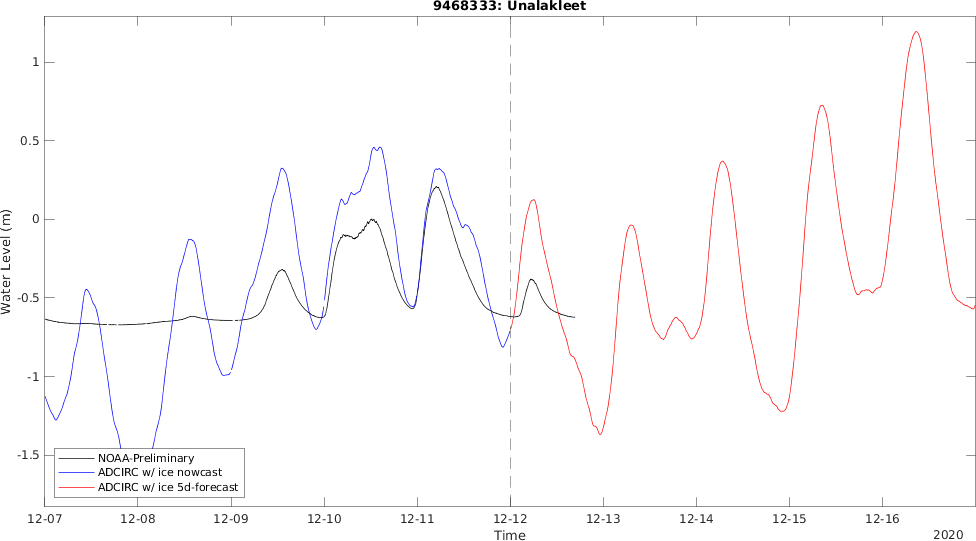 9468333: Unalakleet
Water Level (m)
1
0.5
0
-0.5
-1
-1.5
NOAA-Preliminary
ADCIRC w/ ice nowcast
ADCIRC w/ ice 5d-forecast
12-07 12-08 12-09 12-10 12-11 12-12 12-13 12-14 12-15 12-16
Time
2020